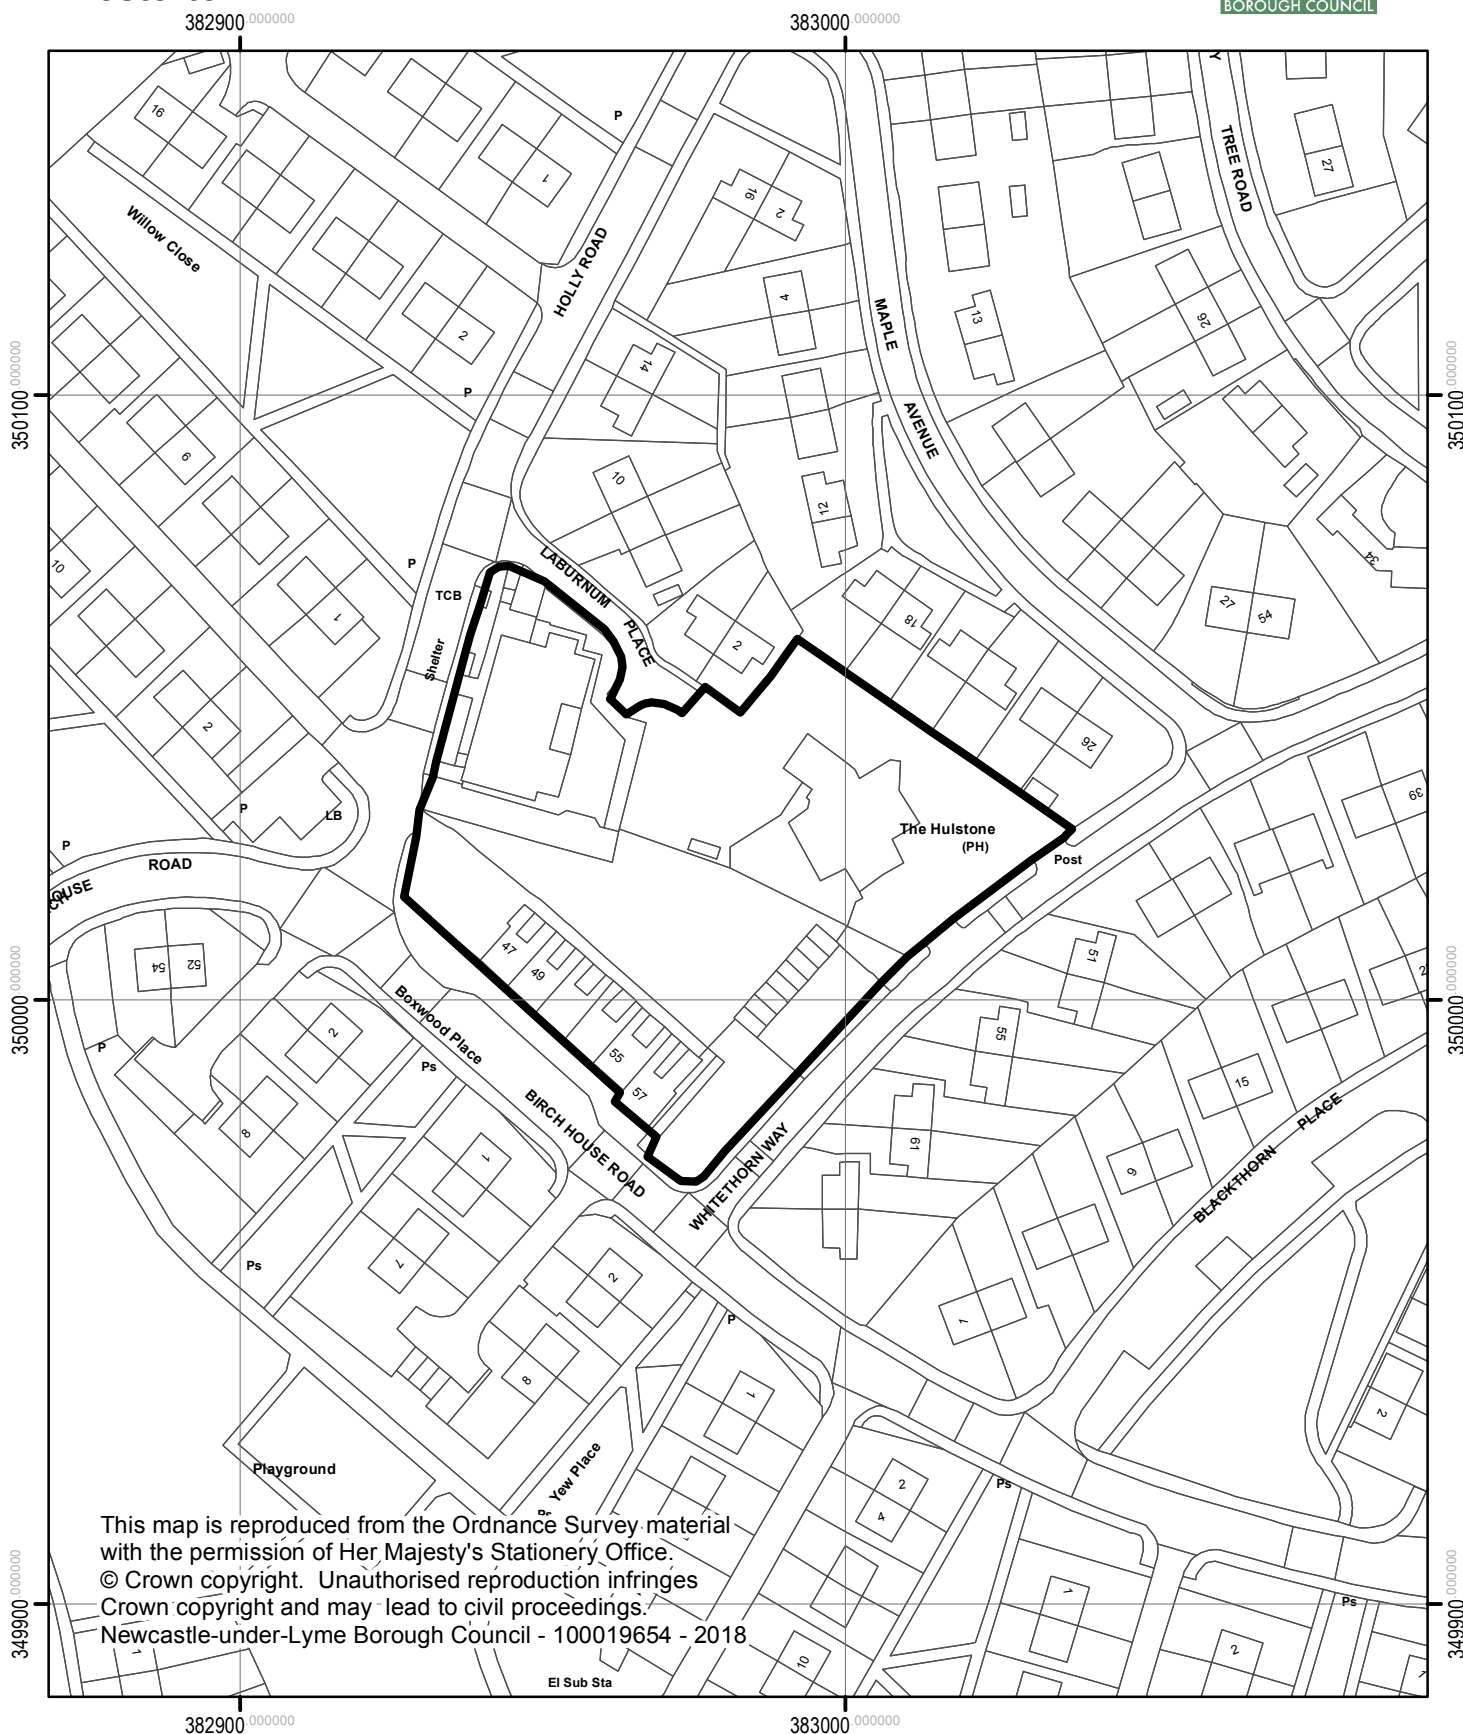 BOROUGH COUNCIL
382900.000000
383000.000000
16
1
P
Willow Close
HOLLY ROAD
16
2
4
MAPLE
AVENUE
13
TREE ROAD
Y
27
26
2
14
P
350100.000000
350100.000000
6
10
12
10
P
TCB
1
LABURNUM
PLACE
2
18
27
54
34
Shelter
2
26
39
LB
P
P
The Hulstone
(PH)
Post
ROAD
OUSE
CH
54
52
47
49
51
55
350000.000000
350000.000000
Boxwood Place
P
2
Ps
55
57
15
8
BIRCH HOUSE ROAD
WHITETHORN WAY
61
1
9
BLACKTHORN PLACE
7
Ps
2
1
P
8
1
2
Playground
Yew Place
2
4
Ps
This map is reproduced from the Ordnance Survey material
with the permission of Her Majesty's Stationery Office.
© Crown copyright. Unauthorised reproduction infringes
Crown copyright and may lead to civil proceedings.
Newcastle-under-Lyme Borough Council - 100019654 - 2018
349900.000000
349900.000000
1
Ps
1
10
2
1
El Sub Sta
382900.000000
383000.000000